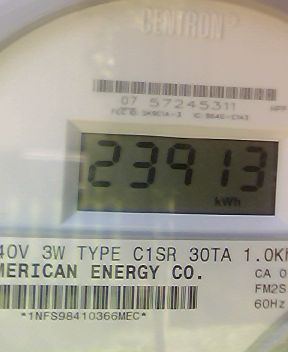 CENTRON®
07 57245311
23913
kWh
40V 3W TYPE C1SR 30TA 1.0K
MERICAN ENERGY CO.
CA 0
FM2S
60Hz
*1NFS98410366MEC*